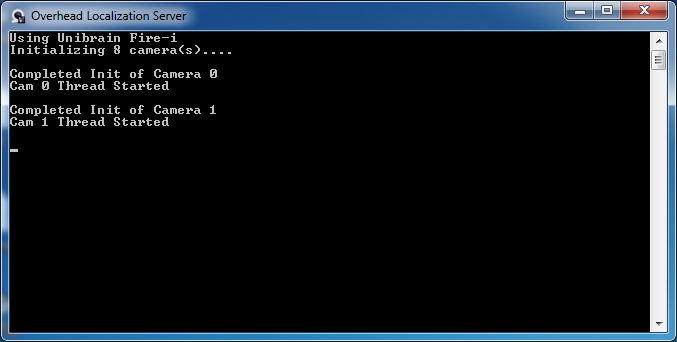 Overhead Localization Server
Using Unibrain Fire-i
Initializing 8 camera(s)....
Completed Init of Camera 0
Cam 0 Thread Started
Completed Init of Camera 1
Cam 1 Thread Started